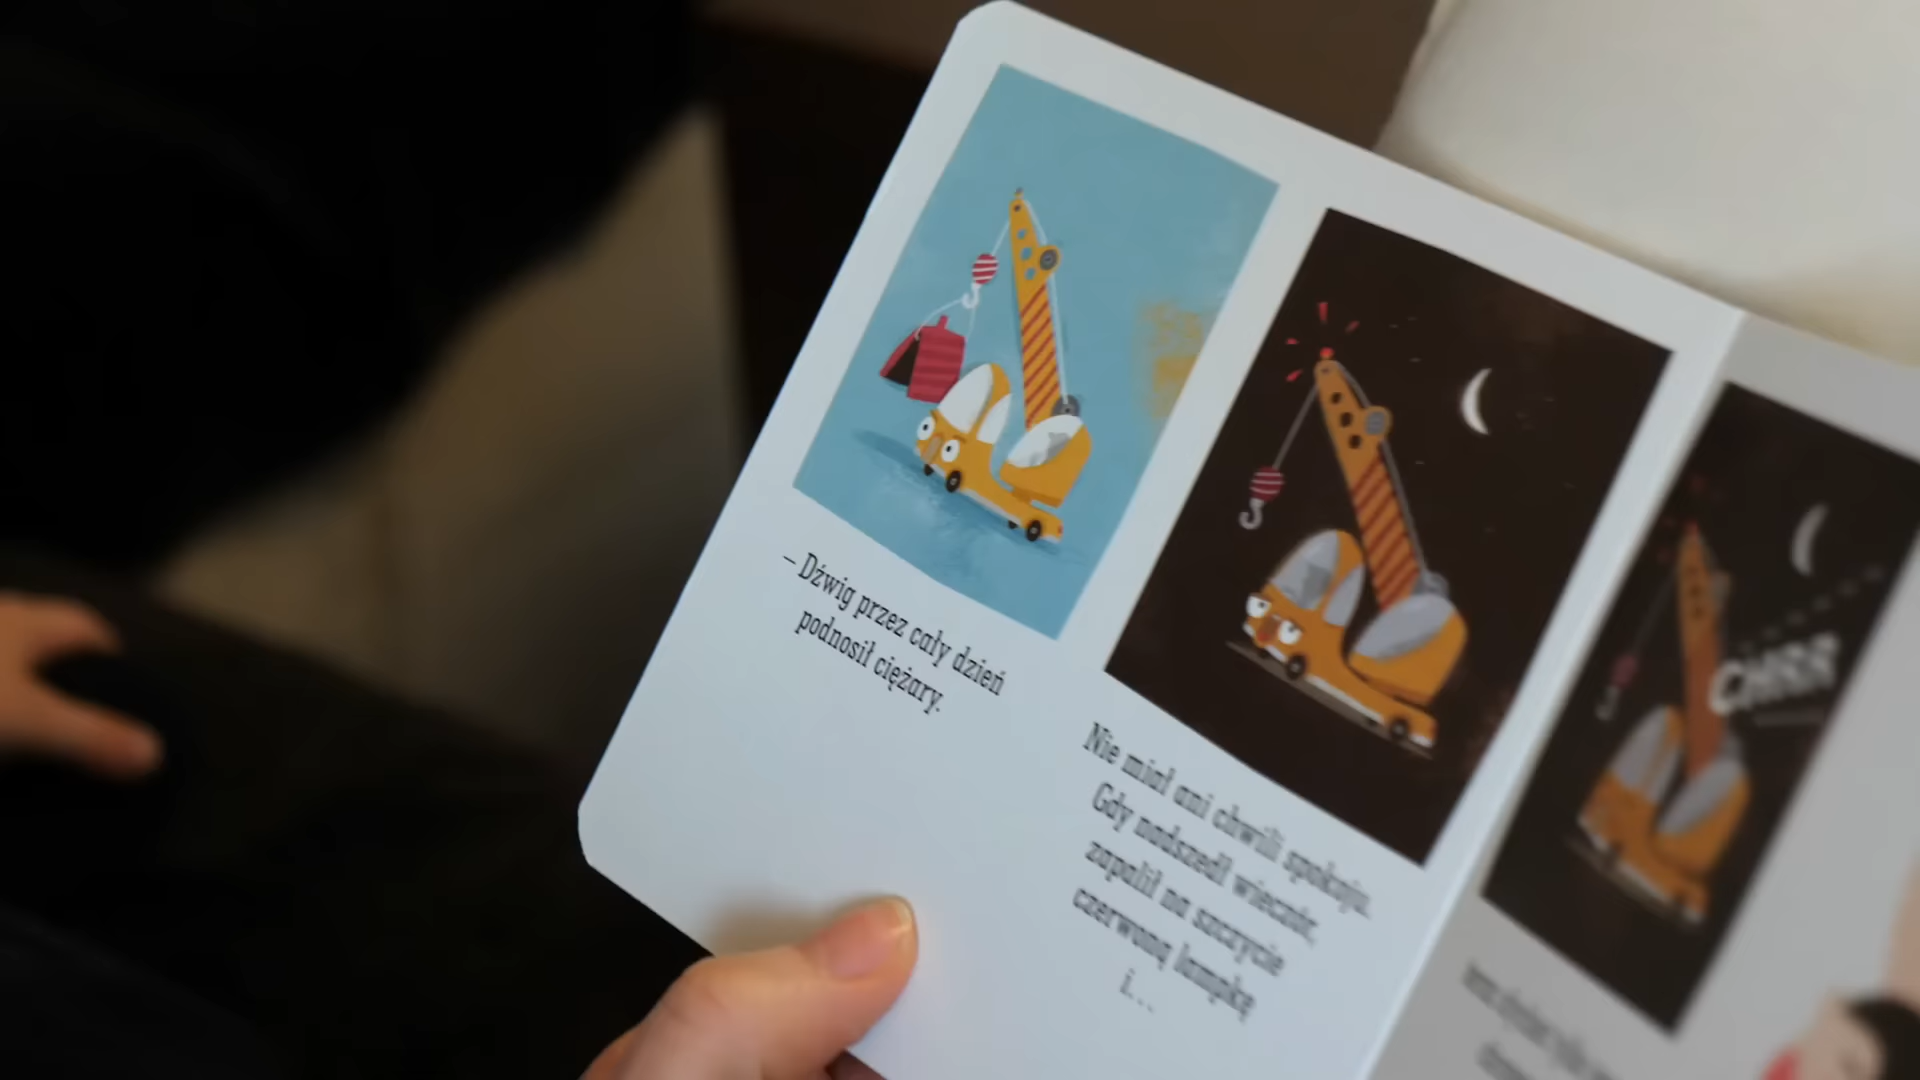 – Dźwig przez cały dzień
podnosił ciężary.
Nie miał ani chwili spokoju.
Gdy nadszedł wieczór,
zapalił na szczycie
czerwoną lampkę
i...
CHRR